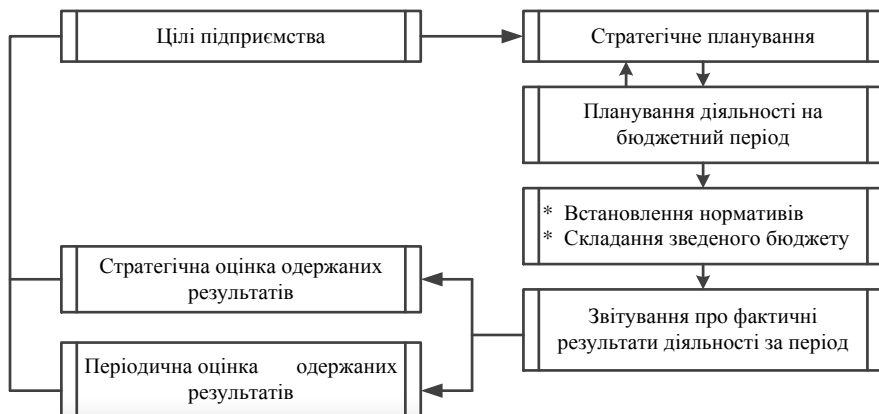 Цілі підприємства
Стратегічне планування
Планування діяльності на
бюджетний період
* Встановлення нормативів
* Складання зведеного бюджету
Стратегічна оцінка одержаних
результатів
Звітування про фактичні
результати діяльності за період
Періодична оцінка одержаних
результатів